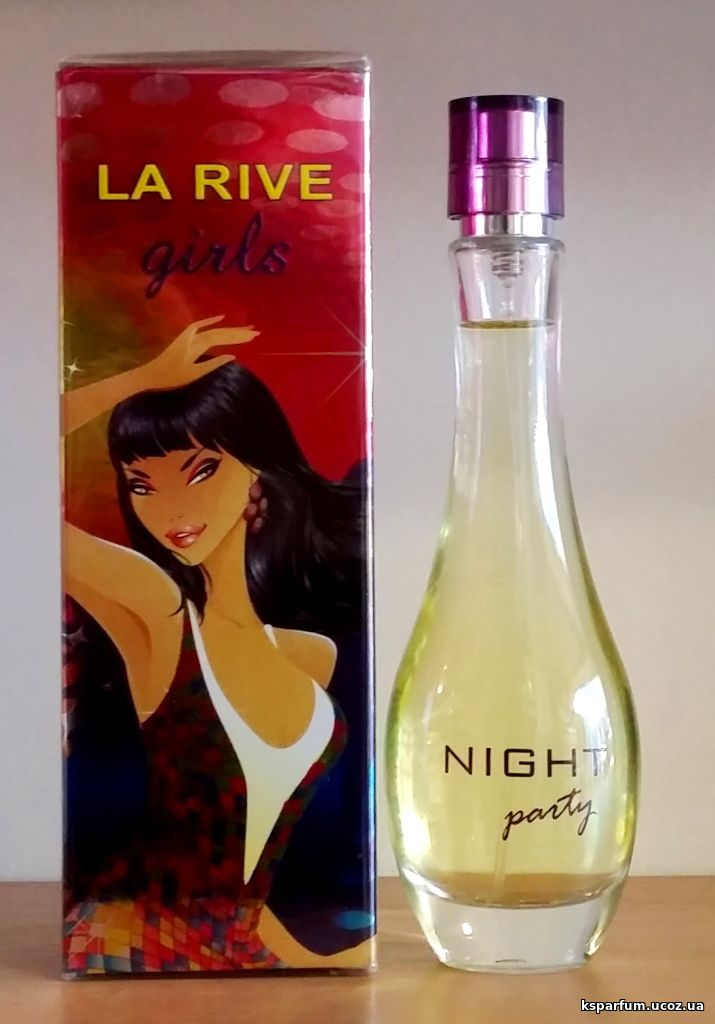 LA RIVE
girls
NIGHT
party
ksparfum.ucoz.ua